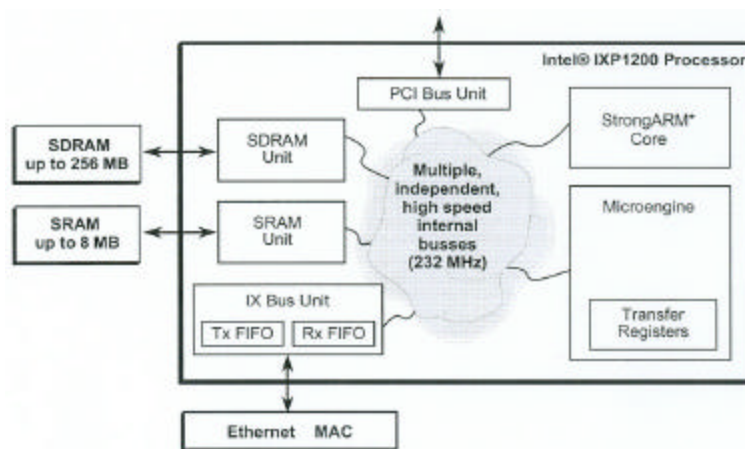 Intel® IXP1200 Processor
PCI Bus Unit
SDRAM
up to 256 MB
SDRAM
Unit
StrongARM*
Core
SRAM
up to 8 MB
SRAM
Unit
Multiple,
independent,
high speed
internal
busses
(232 MHz)
Microengine
IX Bus Unit
Tx FIFO
Rx FIFO
Transfer
Registers
Ethernet MAC